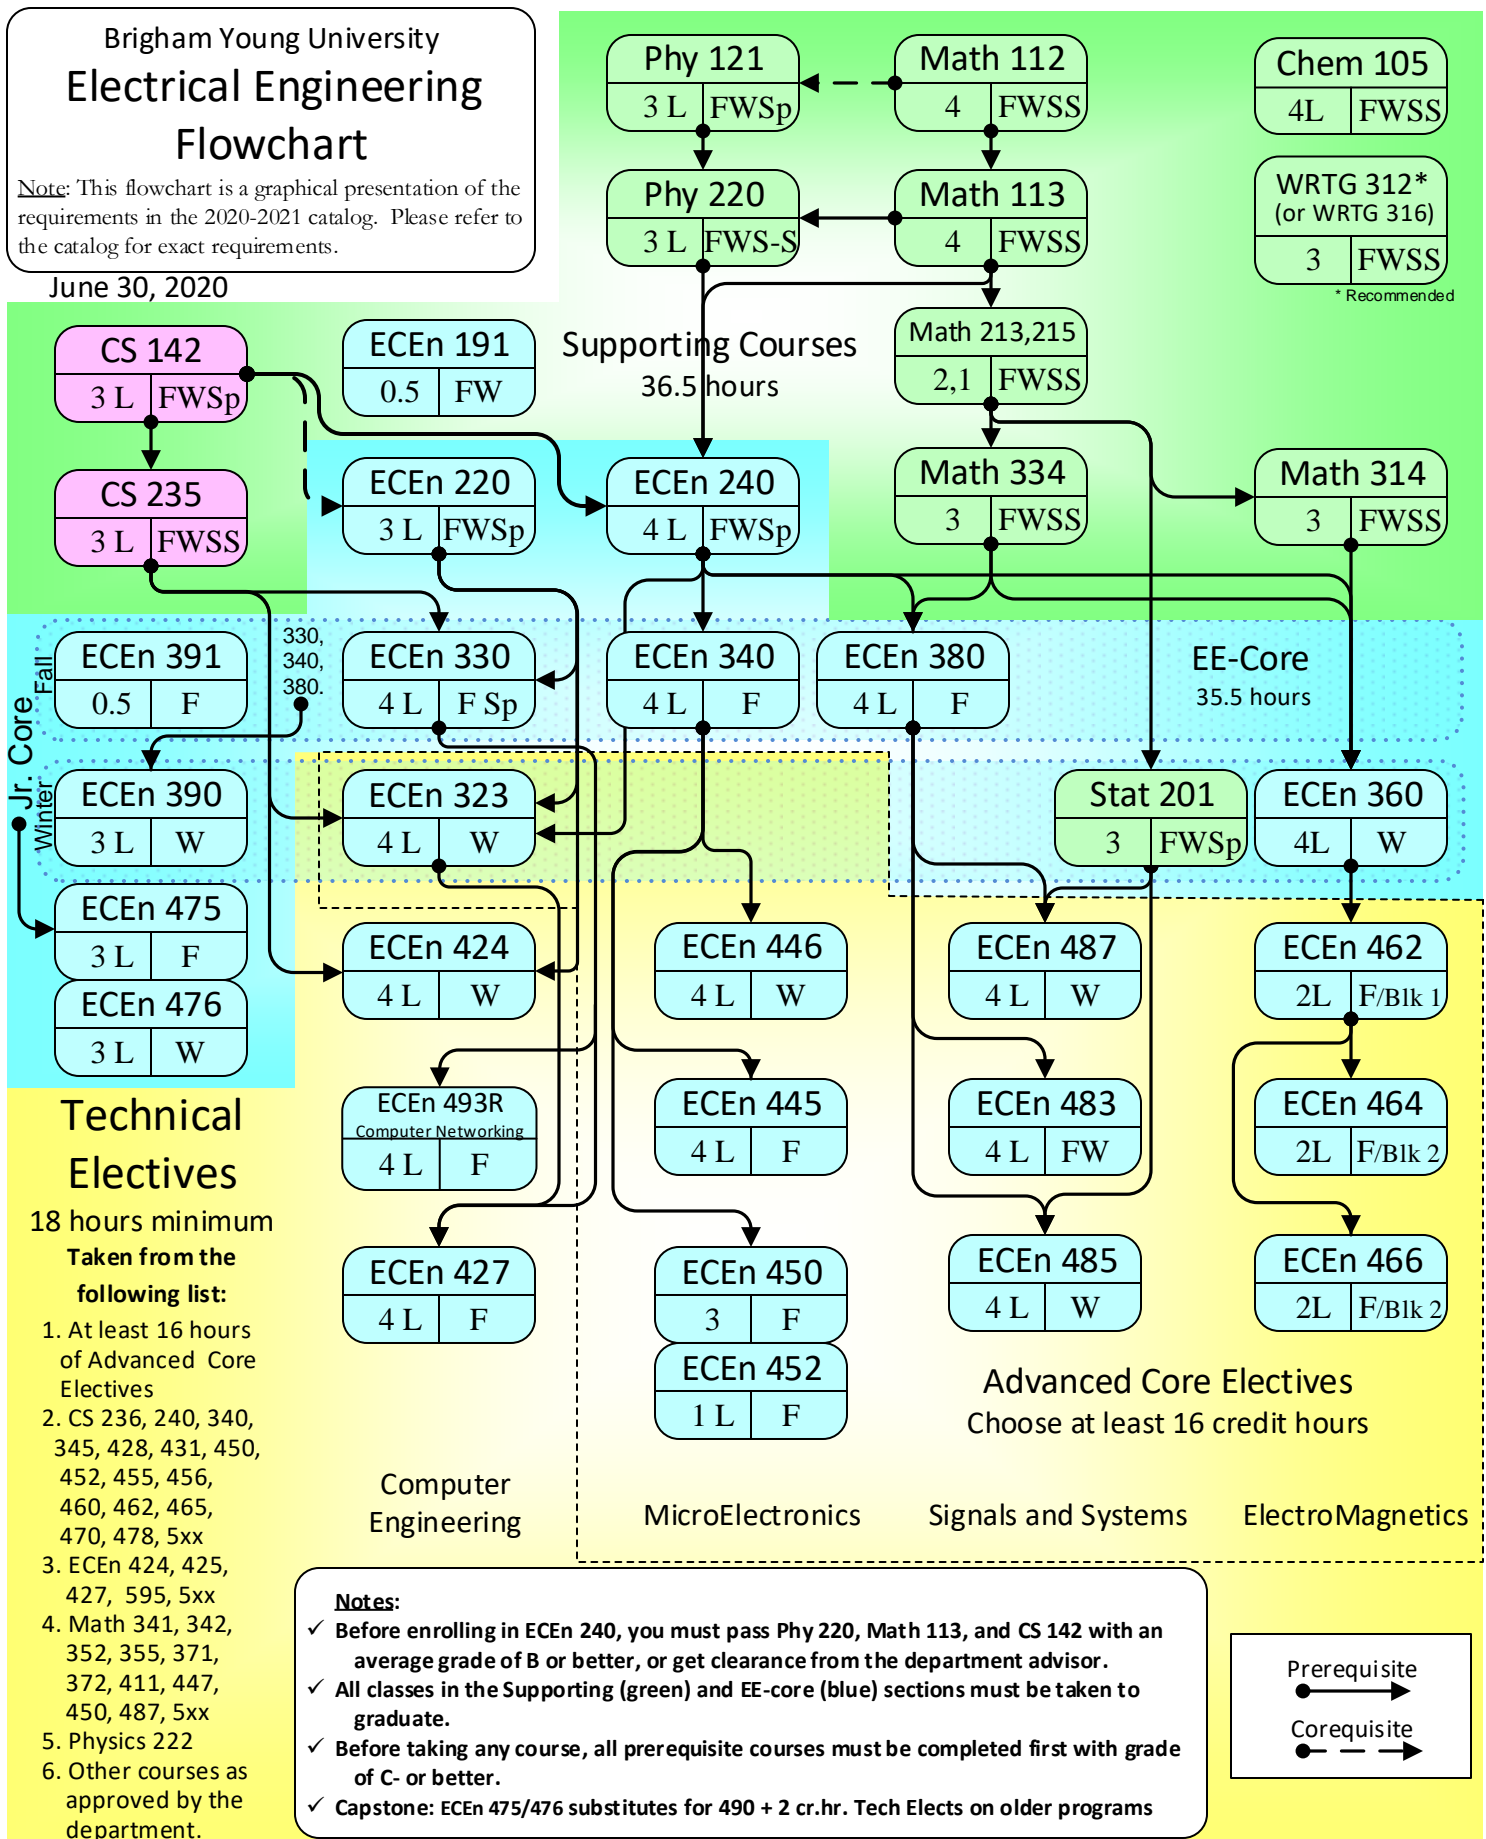 Brigham Young University
Electrical Engineering
Flowchart
Note: This flowchart is a graphical presentation of the
requirements in the 2020-2021 catalog.  Please refer to
the catalog for exact requirements.
June 30, 2020
Phy 121
3 L FWSp
Math 112
4 FWSS
Chem 105
4L FWSS
Phy 220
3 L FWS-S
Math 113
4 FWSS
WRTG 312*
(or WRTG 316)
3 FWSS
* Recommended
CS 142
3 L FWSp
ECEn 191
0.5 FW
Supporting Courses
36.5 hours
Math 213,215
2,1 FWSS
CS 235
3 L FWSS
ECEn 220
3 L FWSp
ECEn 240
4 L FWSp
Math 334
3 FWSS
Math 314
3 FWSS
Jr. Core
Fall
ECEn 391
0.5 F
330,
340,
380.
ECEn 330
4 L F Sp
ECEn 340
4 L F
ECEn 380
4 L F
EE-Core
35.5 hours
Winter
ECEn 390
3 L W
ECEn 323
4 L W
Stat 201
3 FWSp
ECEn 360
4L W
ECEn 475
3 L F
ECEn 476
3 L W
ECEn 424
4 L W
ECEn 446
4 L W
ECEn 487
4 L W
ECEn 462
2L F/Blk 1
ECEn 493R
Computer Networking
4 L F
ECEn 445
4 L F
ECEn 483
4 L FW
ECEn 464
2L F/Blk 2
ECEn 427
4 L F
ECEn 450
3 F
ECEn 452
1 L F
ECEn 485
4 L W
ECEn 466
2L F/Blk 2
Technical
Electives
18 hours minimum
Taken from the
following list:
1. At least 16 hours
of Advanced  Core
Electives
2. CS 236, 240, 340,
345, 428, 431, 450,
452, 455, 456,
460, 462, 465,
470, 478, 5xx
3. ECEn 424, 425,
427,  595, 5xx
4. Math 341, 342,
352, 355, 371,
372, 411, 447,
450, 487, 5xx
5. Physics 222
6. Other courses as
approved by the
department.
Advanced Core Electives
Choose at least 16 credit hours
Computer
Engineering
MicroElectronics
Signals and Systems
ElectroMagnetics
Notes:
✓ Before enrolling in ECEn 240, you must pass Phy 220, Math 113, and CS 142 with an
average grade of B or better, or get clearance from the department advisor.
✓ All classes in the Supporting (green) and EE-core (blue) sections must be taken to
graduate.
✓ Before taking any course, all prerequisite courses must be completed first with grade
of C- or better.
✓ Capstone: ECEn 475/476 substitutes for 490 + 2 cr.hr. Tech Elects on older programs
Prerequisite
Corequisite